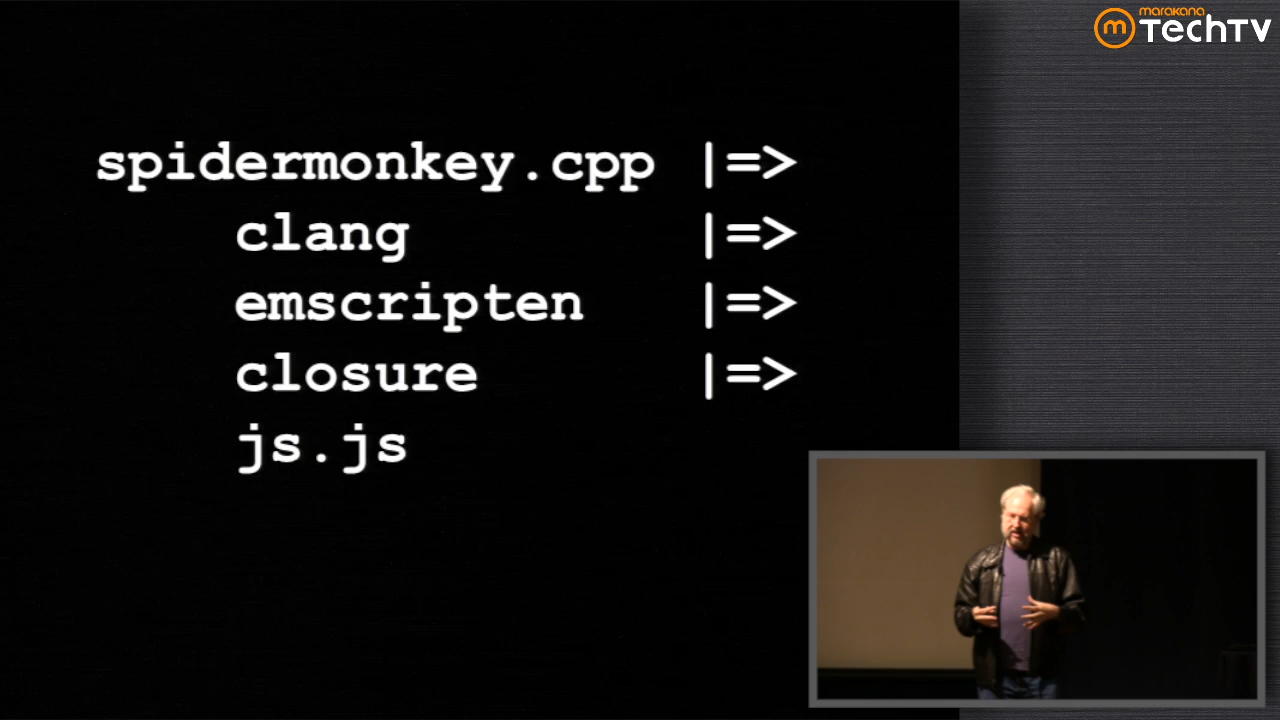 marakana
TechTV
spidermonkey.cpp |=>
clang |=>
emscripten |=>
closure |=>
js.js